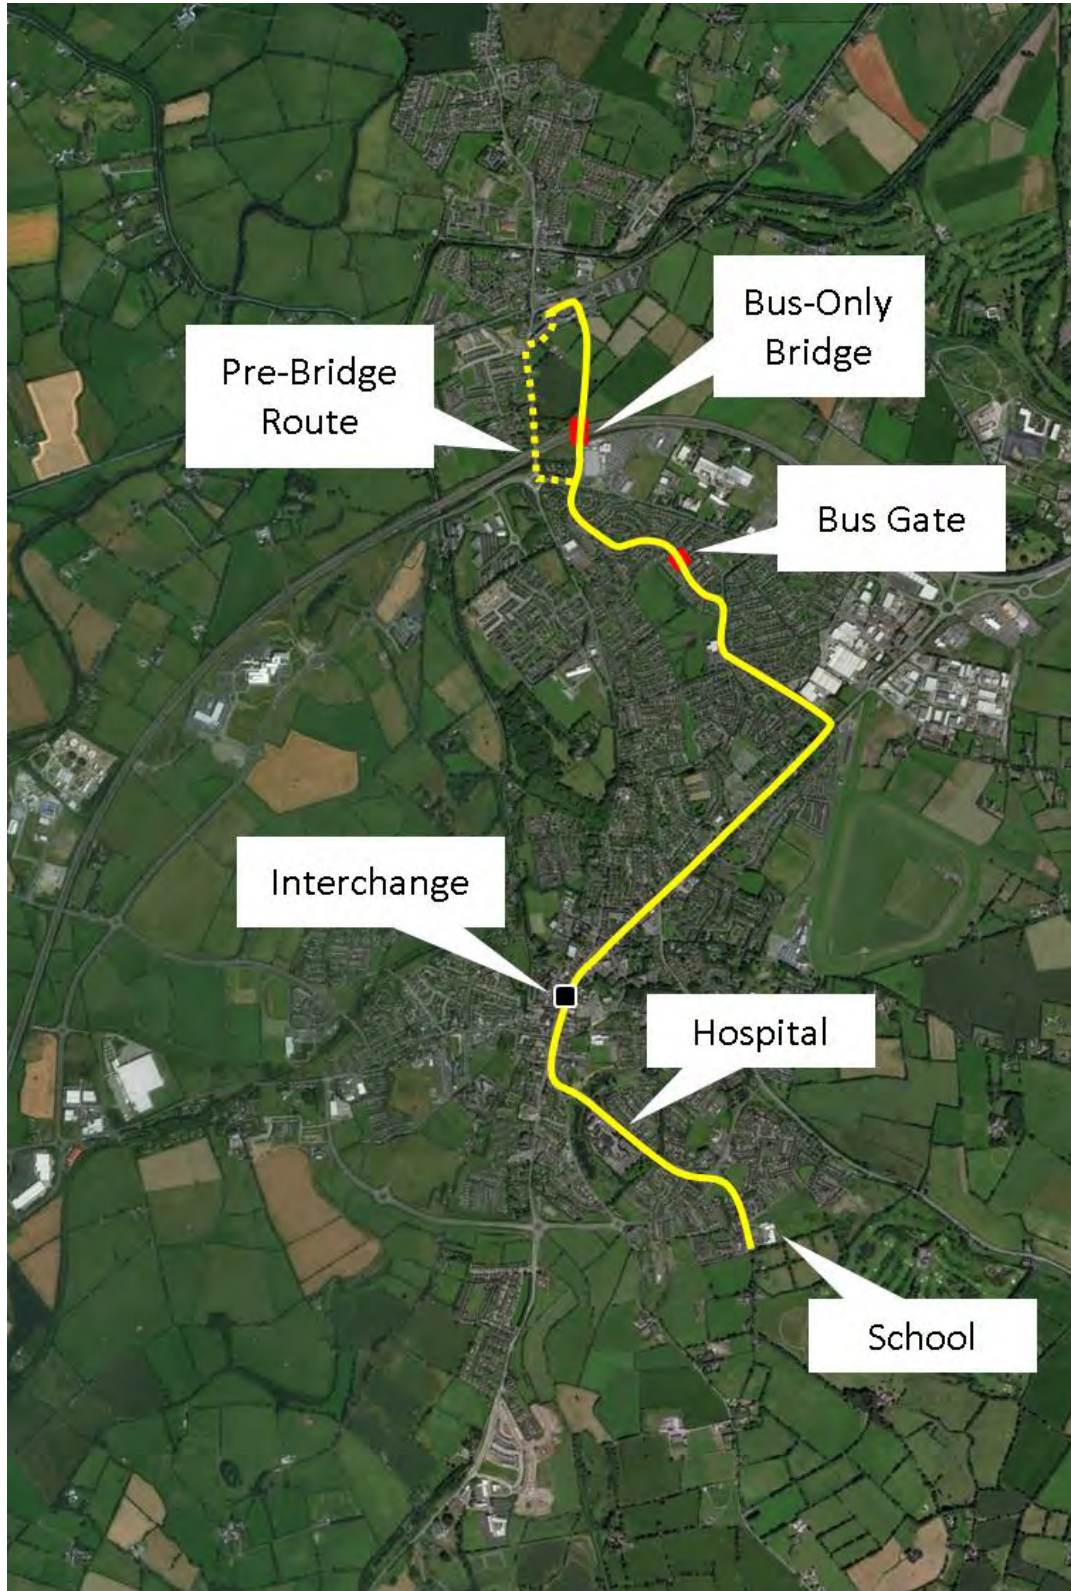 Bus-Only
Bridge
Pre-Bridge
Route
Bus Gate
Interchange
Hospital
School